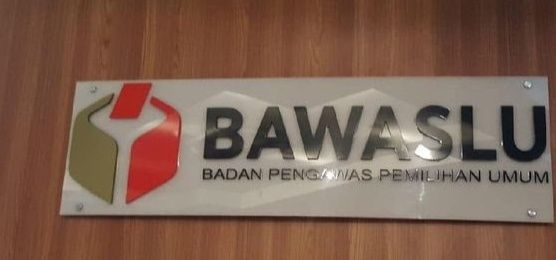 BAWASLU
BADAN PENGAWAS PEMILIHAN UMUM